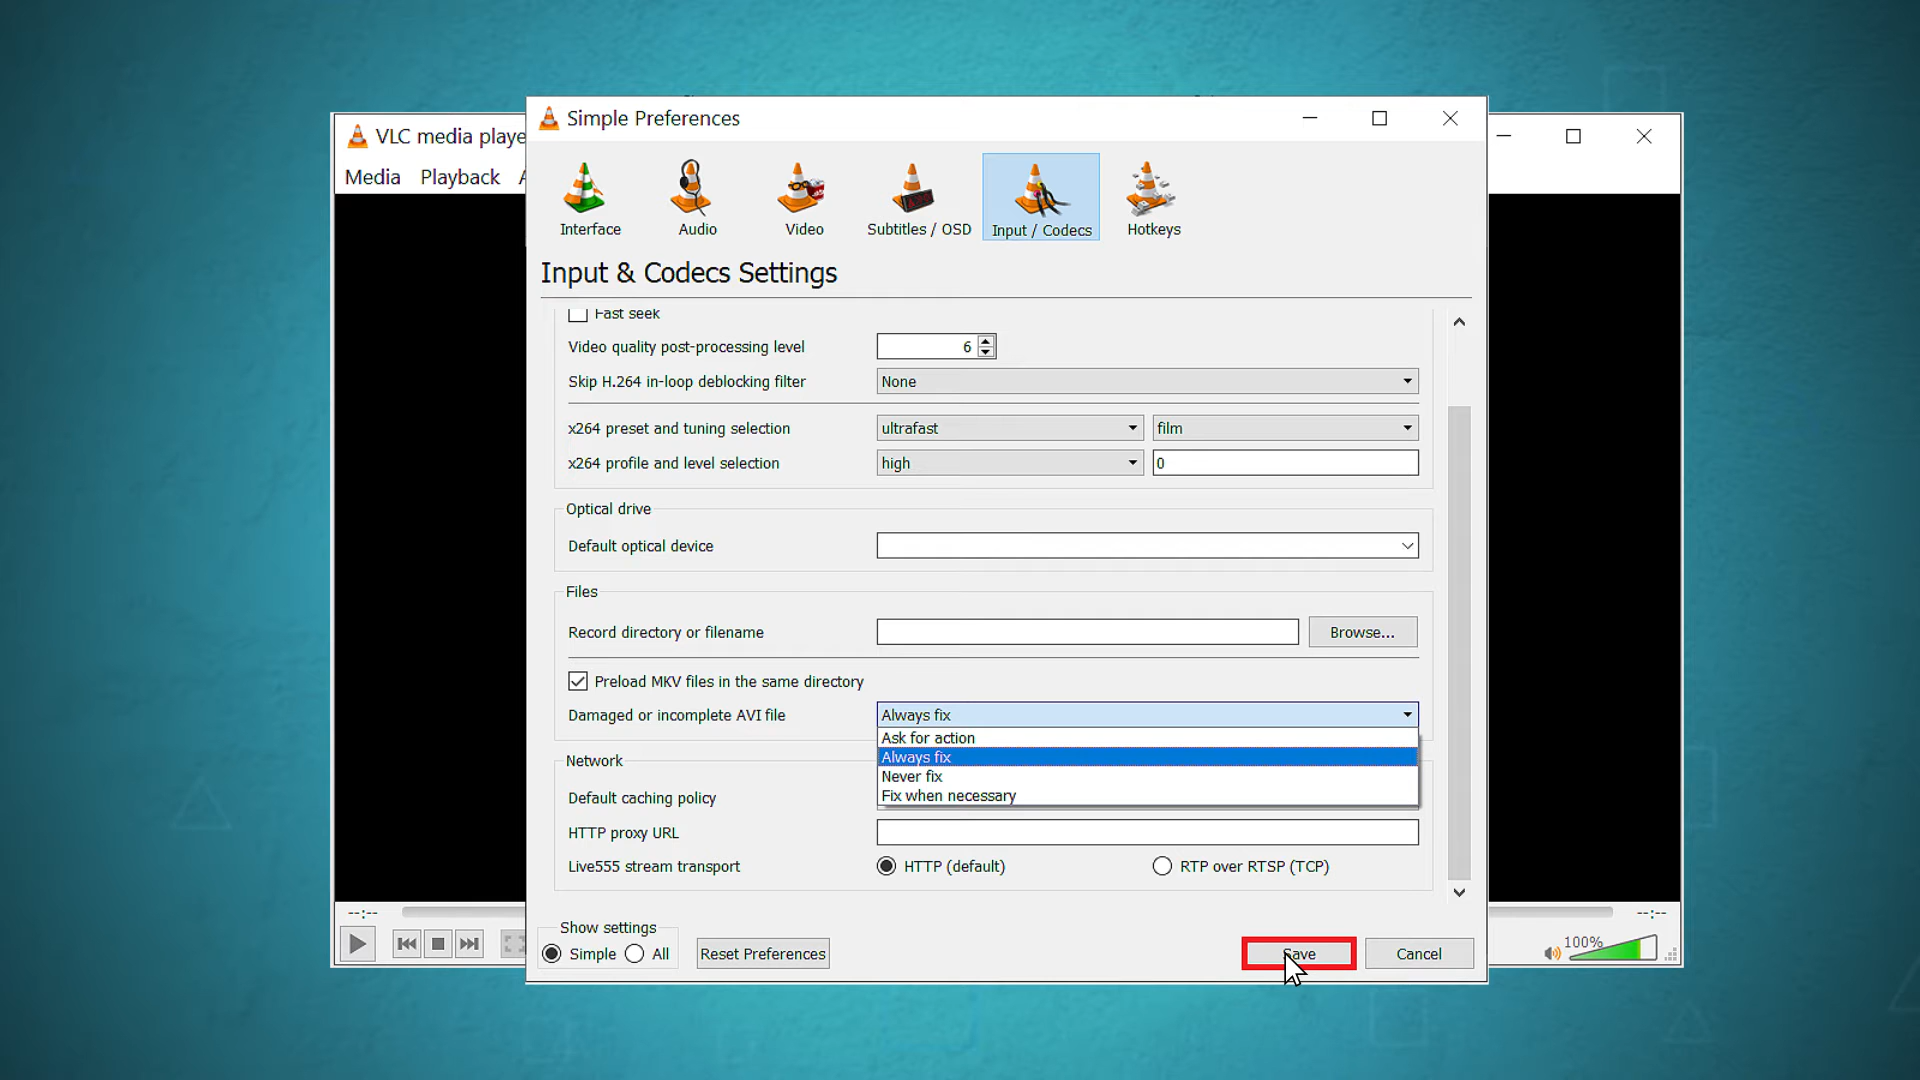 Simple Preferences
VLC media playe
Media Playback
Interface Audio Video Subtitles / OSD Input / Codecs Hotkeys
Input & Codecs Settings
Fast seek
Video quality post-processing level 6
Skip H.264 in-loop deblocking filter None
x264 preset and tuning selection ultrafast film
x264 profile and level selection high 0
Optical drive
Default optical device
Files
Record directory or filename Browse...
Preload MKV files in the same directory
Damaged or incomplete AVI file Always fix
Ask for action
Always fix
Never fix
Fix when necessary
Network
Default caching policy
HTTP proxy URL
Live555 stream transport HTTP (default) RTP over RTSP (TCP)
--:-- --:--
Show settings
Simple All Reset Preferences Save Cancel
100%